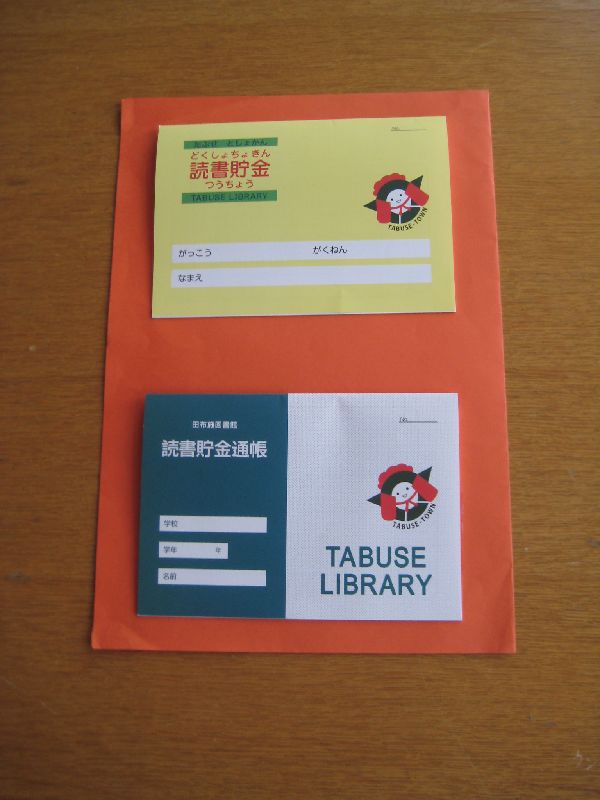 No.
たぶせ としょかん
どくしょちょきん
読書貯金
つうちょう
TABUSE LIBRARY
TABUSE-TOWN
がっこう がくねん
なまえ
No.
田布施図書館
読書貯金通帳
学校
学年 年
名前
TABUSE-TOWN
TABUSE
LIBRARY